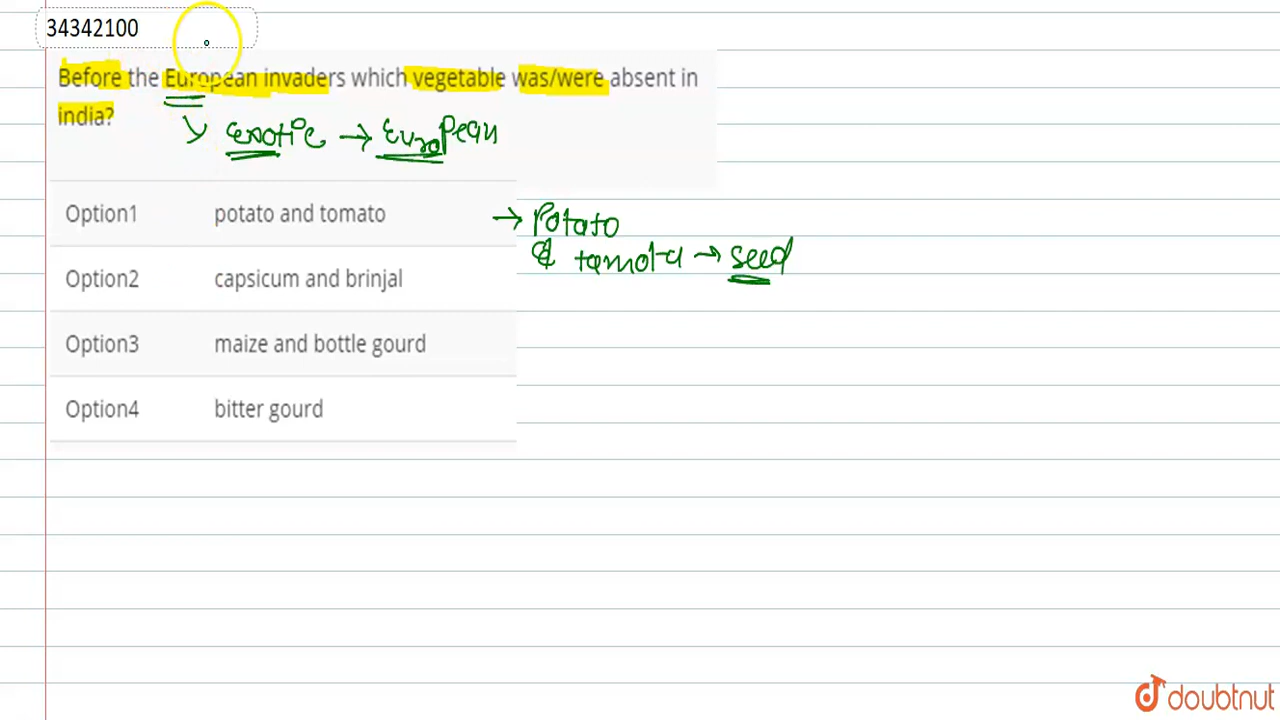 34342100
Before the European invaders which vegetable was/were absent in
india?
exotic → European
Option1 potato and tomato → Potato
& tamota → seed
Option2 capsicum and brinjal
Option3 maize and bottle gourd
Option4 bitter gourd
doubtnut